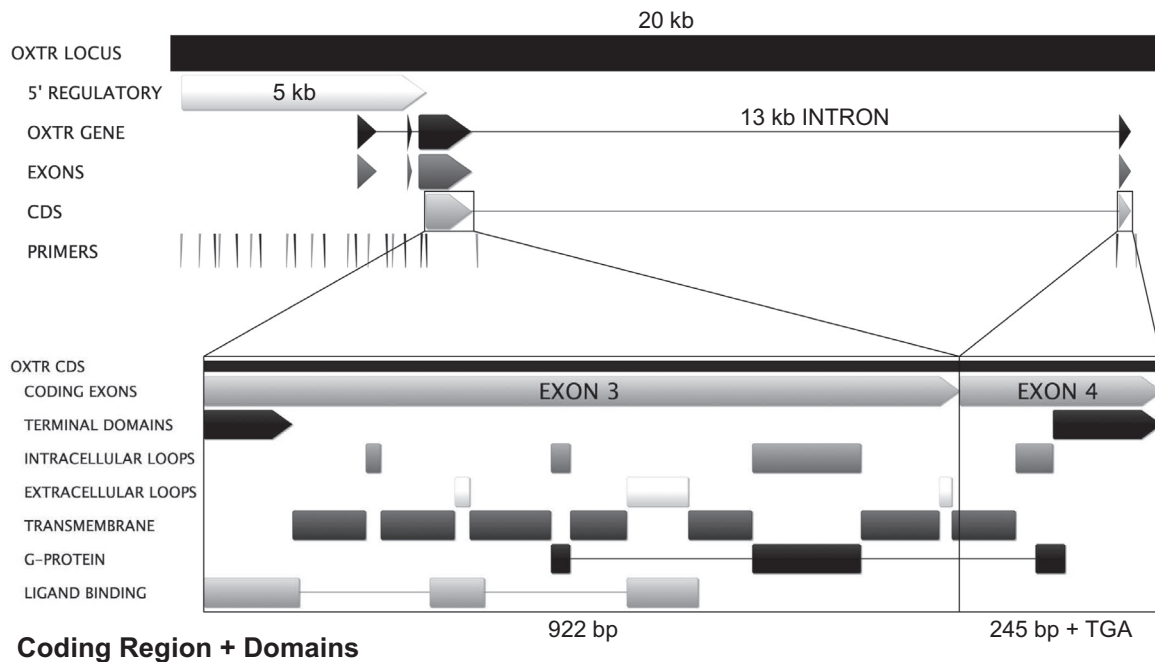 20 kb
OXTR LOCUS
5' REGULATORY
5 kb
OXTR GENE
13 kb INTRON
EXONS
CDS
PRIMERS
OXTR CDS
CODING EXONS
EXON 3
EXON 4
TERMINAL DOMAINS
INTRACELLULAR LOOPS
EXTRACELLULAR LOOPS
TRANSMEMBRANE
G-PROTEIN
LIGAND BINDING
922 bp
245 bp + TGA
Coding Region + Domains